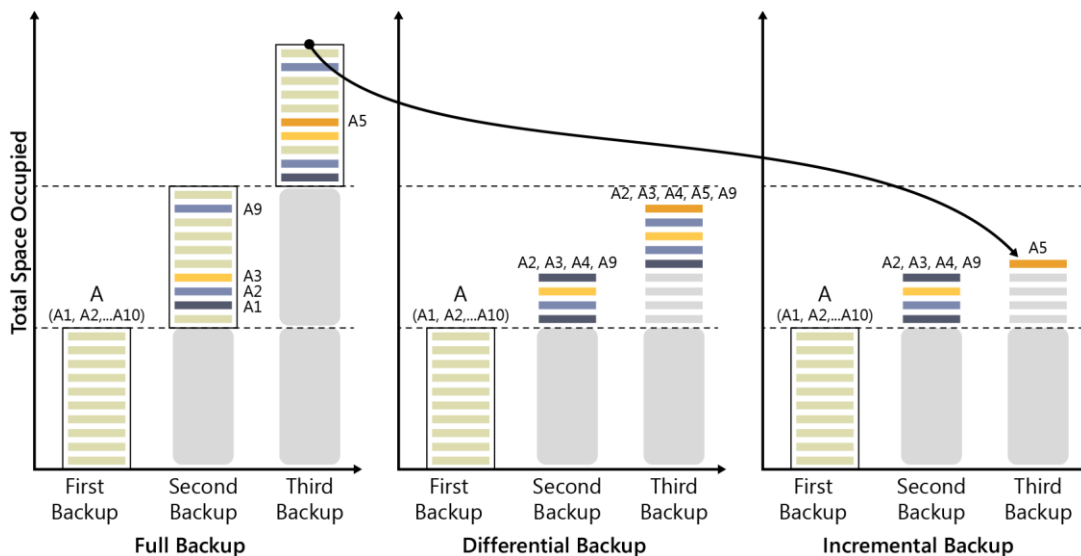 Total Space Occupied
A
(A1, A2,...A10)
A9
A3
A2
A1
A5
First
Backup
Second
Backup
Third
Backup
Full Backup
A
(A1, A2,...A10)
A2, A3, A4, A9
A2, A3, A4, A5, A9
First
Backup
Second
Backup
Third
Backup
Differential Backup
A
(A1, A2,...A10)
A2, A3, A4, A9
A5
First
Backup
Second
Backup
Third
Backup
Incremental Backup